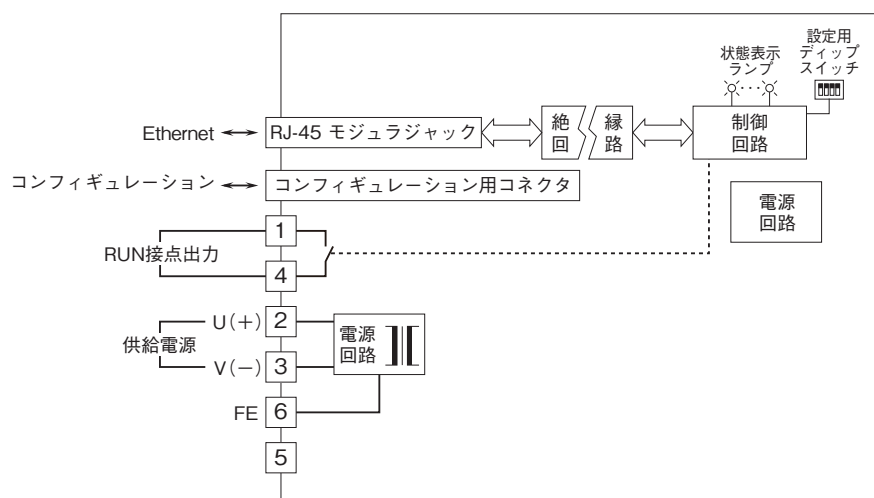 設定用
ディップ
スイッチ
状態表示
ランプ
Ethernet
RJ-45 モジュラジャック
絶 縁
回 路
制御
回路
コンフィギュレーション
コンフィギュレーション用コネクタ
電源
回路
1
RUN接点出力
4
U(+) 2
供給電源
電源
回路
V(−) 3
FE 6
5